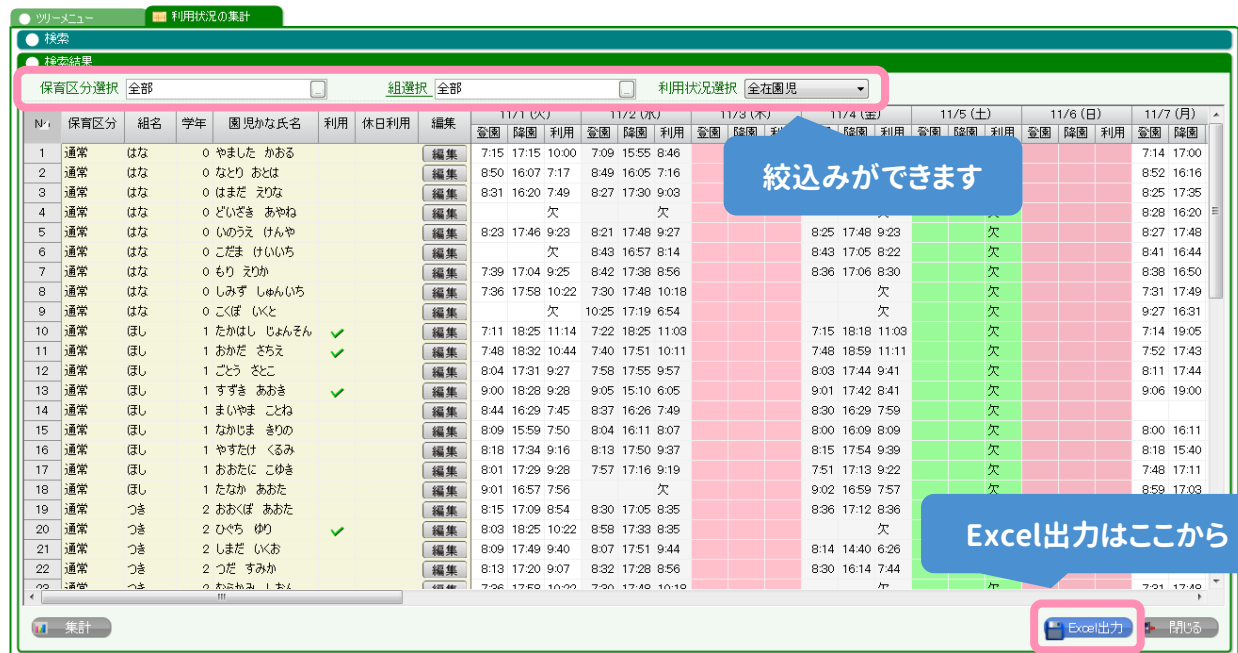 ツリーメニュー 利用状況の集計
検索
検索結果
保育区分選択 全部 組選択 全部 利用状況選択 全在園児
11/1 (火) 11/2 (水) 11/3 (木) 11/4 (金) 11/5 (土) 11/6 (日) 11/7 (月)
保育区分 組名 学年 園児かな氏名 利用 休日利用 編集 登園 降園 利用 登園 降園 利用 登園 降園 登園 降園 利用 登園 降園 利用 登園 降園 利用 登園 降園
1 通常 はな 0 やました かおる 編集 7:15 17:15 10:00 7:09 15:55 8:46 7:14 17:00
2 通常 はな 0 なとり おとは 編集 8:50 16:07 7:17 8:49 16:05 7:16 8:52 16:16
3 通常 はな 0 はまだ えりな 編集 8:31 16:20 7:49 8:27 17:30 9:03 8:25 17:35
絞込みができます
4 通常 はな 0 どいざき あやね 編集 欠 欠 8:28 16:20
5 通常 はな 0 いのうえ けんや 編集 8:23 17:46 9:23 8:21 17:48 9:27 8:25 17:48 9:23 欠 8:27 17:48
6 通常 はな 0 こだま けいいち 編集 欠 8:43 16:57 8:14 8:43 17:05 8:22 欠 8:41 16:44
7 通常 はな 0 もり えりか 編集 7:39 17:04 9:25 8:42 17:38 8:56 8:36 17:06 8:30 欠 8:38 16:50
8 通常 はな 0 しみず しゅんいち 編集 7:36 17:58 10:22 7:30 17:48 10:18 欠 欠 7:31 17:49
9 通常 はな 0 こくぼ いくと 編集 欠 10:25 17:19 6:54 欠 欠 9:27 16:31
10 通常 ほし 1 たかはし じょんそん 編集 7:11 18:25 11:14 7:22 18:25 11:03 7:15 18:18 11:03 欠 7:14 19:05
11 通常 ほし 1 おかだ さちえ 編集 7:48 18:32 10:44 7:40 17:51 10:11 7:48 18:59 11:11 欠 7:52 17:43
12 通常 ほし 1 ごとう さとこ 編集 8:04 17:31 9:27 7:58 17:55 9:57 8:03 17:44 9:41 欠 8:11 17:44
13 通常 ほし 1 すずき あおき 編集 9:00 18:28 9:28 9:05 15:10 6:05 9:01 17:42 8:41 欠 9:06 19:00
14 通常 ほし 1 まいやま ことね 編集 8:44 16:29 7:45 8:37 16:26 7:49 8:30 16:29 7:59 欠
15 通常 ほし 1 なかじま きりの 編集 8:09 15:59 7:50 8:04 16:11 8:07 8:00 16:09 8:09 欠 8:00 16:11
16 通常 ほし 1 やすたけ くるみ 編集 8:18 17:34 9:16 8:13 17:50 9:37 8:15 17:54 9:39 欠 8:18 15:40
17 通常 ほし 1 おおたに こゆき 編集 8:01 17:29 9:28 7:57 17:16 9:19 7:51 17:13 9:22 欠 7:48 17:11
18 通常 ほし 1 たなか あおた 編集 9:01 16:57 7:56 欠 9:02 16:59 7:57 欠 8:59 17:03
19 通常 つき 2 おおくぼ あおた 編集 8:15 17:09 8:54 8:30 17:05 8:35 8:36 17:12 8:36
20 通常 つき 2 ひぐち ゆり 編集 8:03 18:25 10:22 8:58 17:33 8:35 欠
21 通常 つき 2 しまだ いくお 編集 8:09 17:49 9:40 8:07 17:51 9:44 8:14 14:40 6:26
22 通常 つき 2 つだ すみか 編集 8:13 17:20 9:07 8:32 17:28 8:56 8:30 16:14 7:44
Excel出力はここから
集計 Excel出力 閉じる